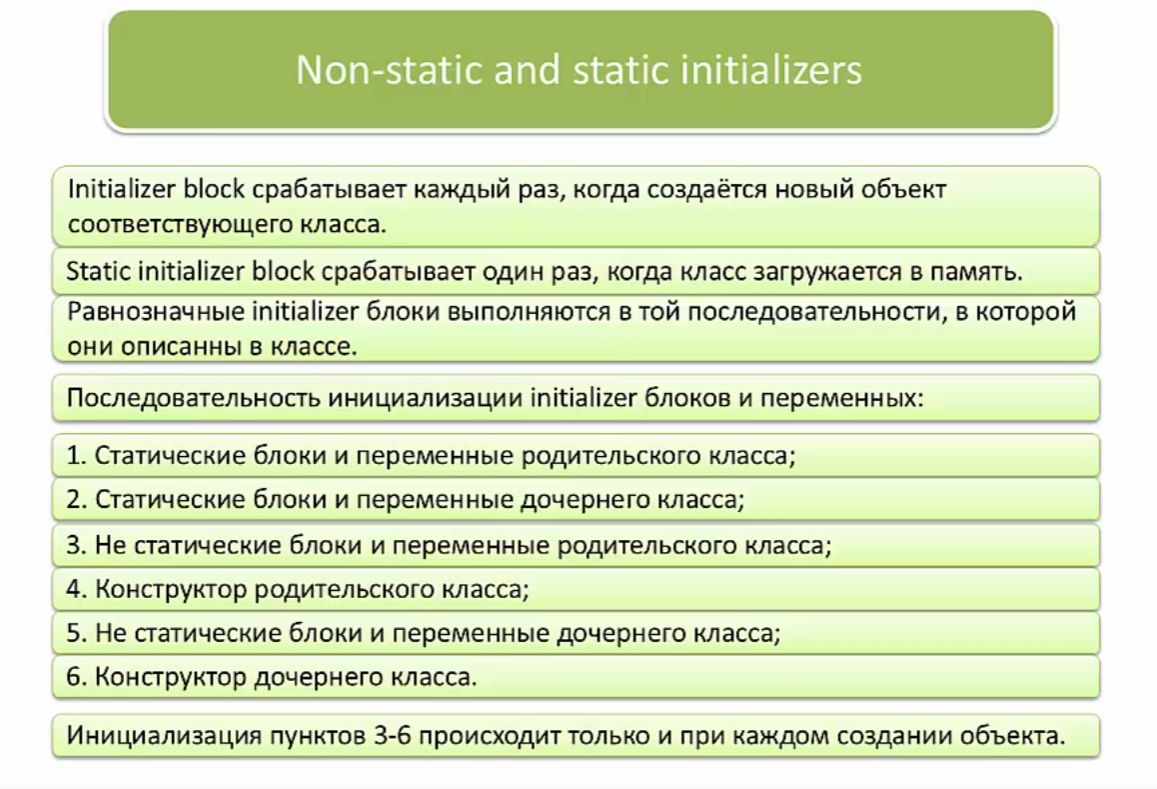 Non-static and static initializers
Initializer block срабатывает каждый раз, когда создаётся новый объект
соответствующего класса.
Static initializer block срабатывает один раз, когда класс загружается в память.
Равнозначные initializer блоки выполняются в той последовательности, в которой
они описанны в классе.
Последовательность инициализации initializer блоков и переменных:
1. Статические блоки и переменные родительского класса;
2. Статические блоки и переменные дочернего класса;
3. Не статические блоки и переменные родительского класса;
4. Конструктор родительского класса;
5. Не статические блоки и переменные дочернего класса;
6. Конструктор дочернего класса.
Инициализация пунктов 3-6 происходит только и при каждом создании объекта.